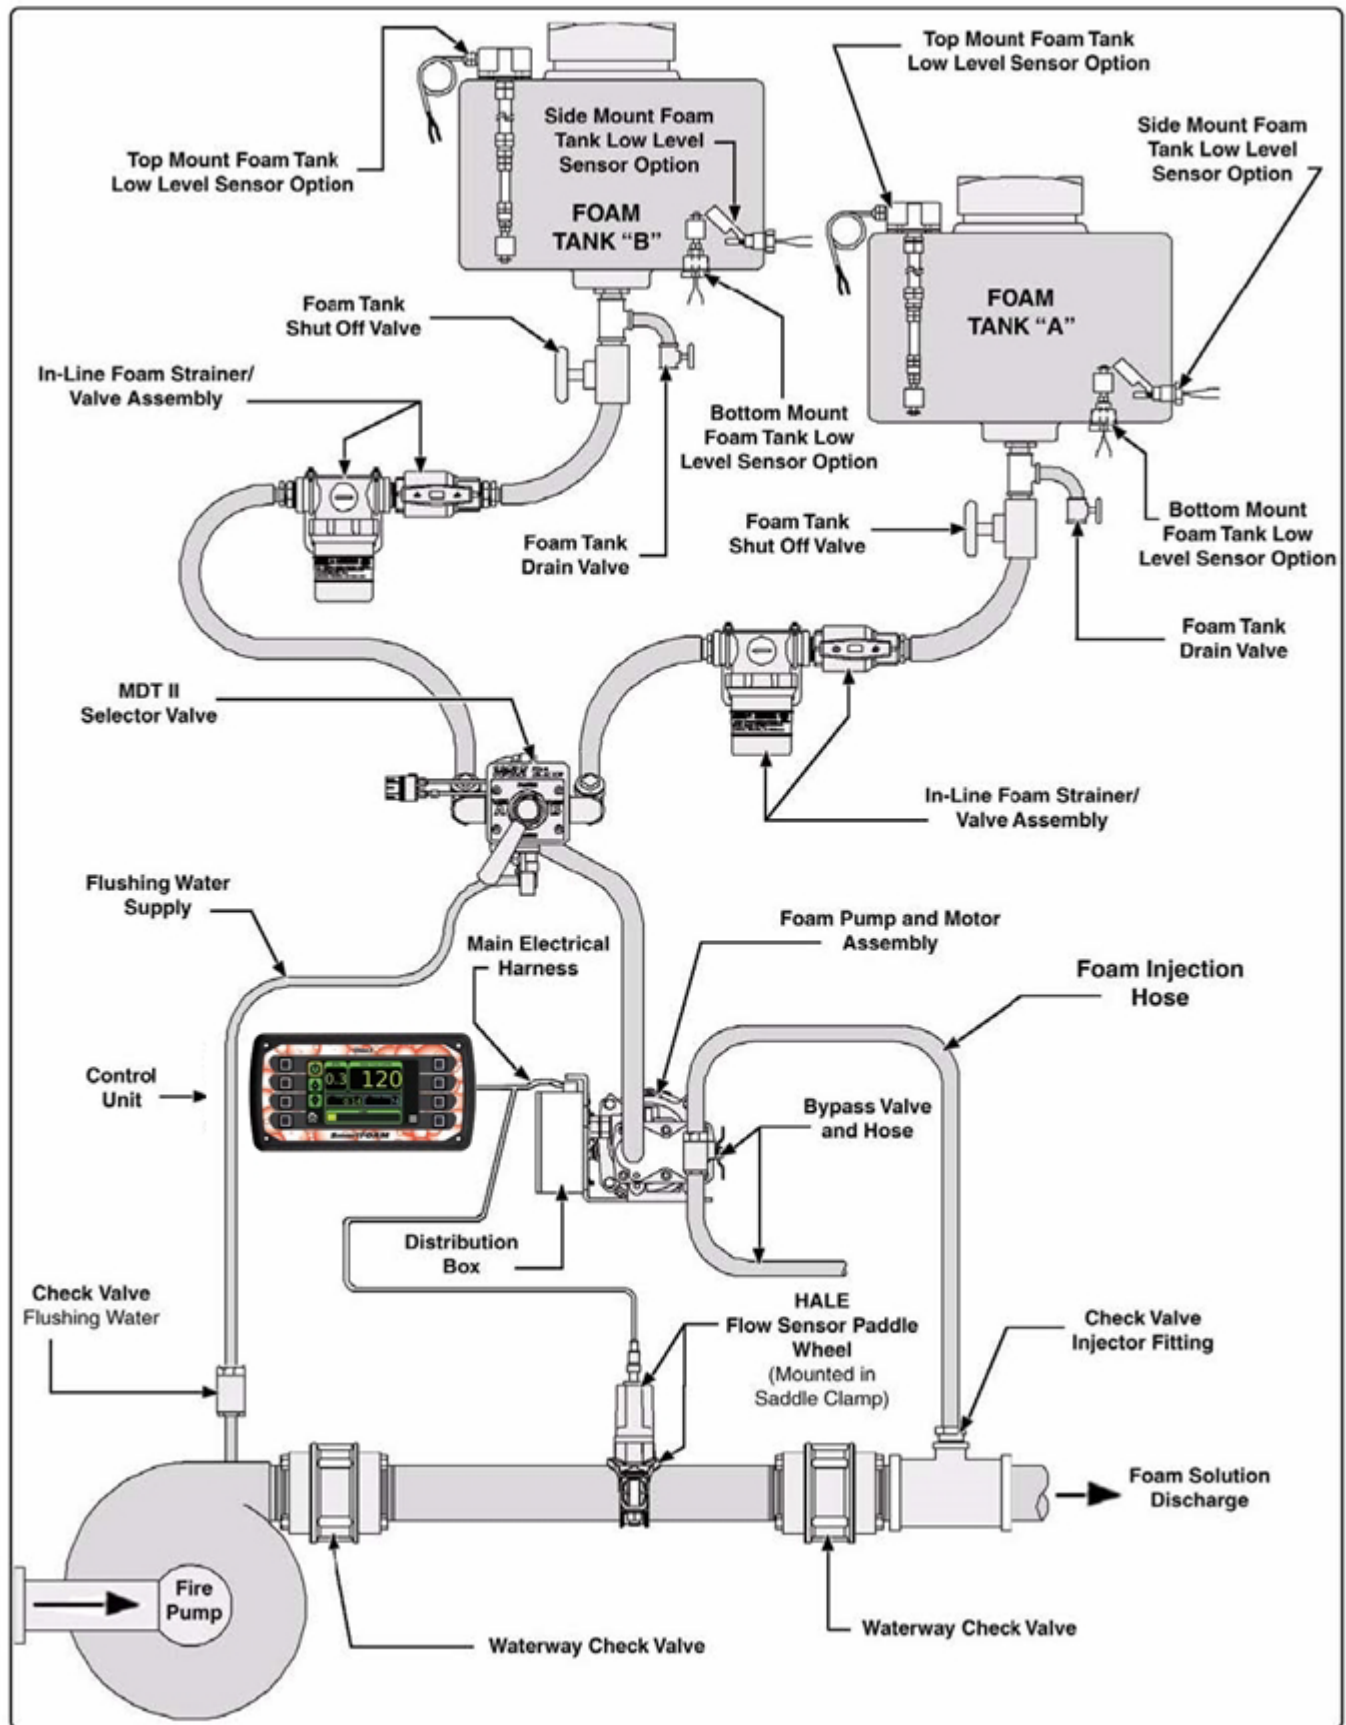 Top Mount Foam Tank
Low Level Sensor Option
Side Mount Foam
Tank Low Level
Sensor Option
Top Mount Foam Tank
Low Level Sensor Option
Side Mount Foam
Tank Low Level
Sensor Option
FOAM
TANK “B”
FOAM
TANK “A”
Foam Tank
Shut Off Valve
In-Line Foam Strainer/
Valve Assembly
Bottom Mount
Foam Tank Low
Level Sensor Option
Foam Tank
Drain Valve
Foam Tank
Shut Off Valve
Bottom Mount
Foam Tank Low
Level Sensor Option
Foam Tank
Drain Valve
MDT II
Selector Valve
A
B
In-Line Foam Strainer/
Valve Assembly
Flushing Water
Supply
Main Electrical
Harness
Foam Pump and Motor
Assembly
Foam Injection
Hose
Control
Unit
0.3
120
FOAM
Bypass Valve
and Hose
Distribution
Box
Check Valve
Flushing Water
HALE
Flow Sensor Paddle
Wheel
(Mounted in
Saddle Clamp)
Check Valve
Injector Fitting
Foam Solution
Discharge
Fire
Pump
Waterway Check Valve
Waterway Check Valve